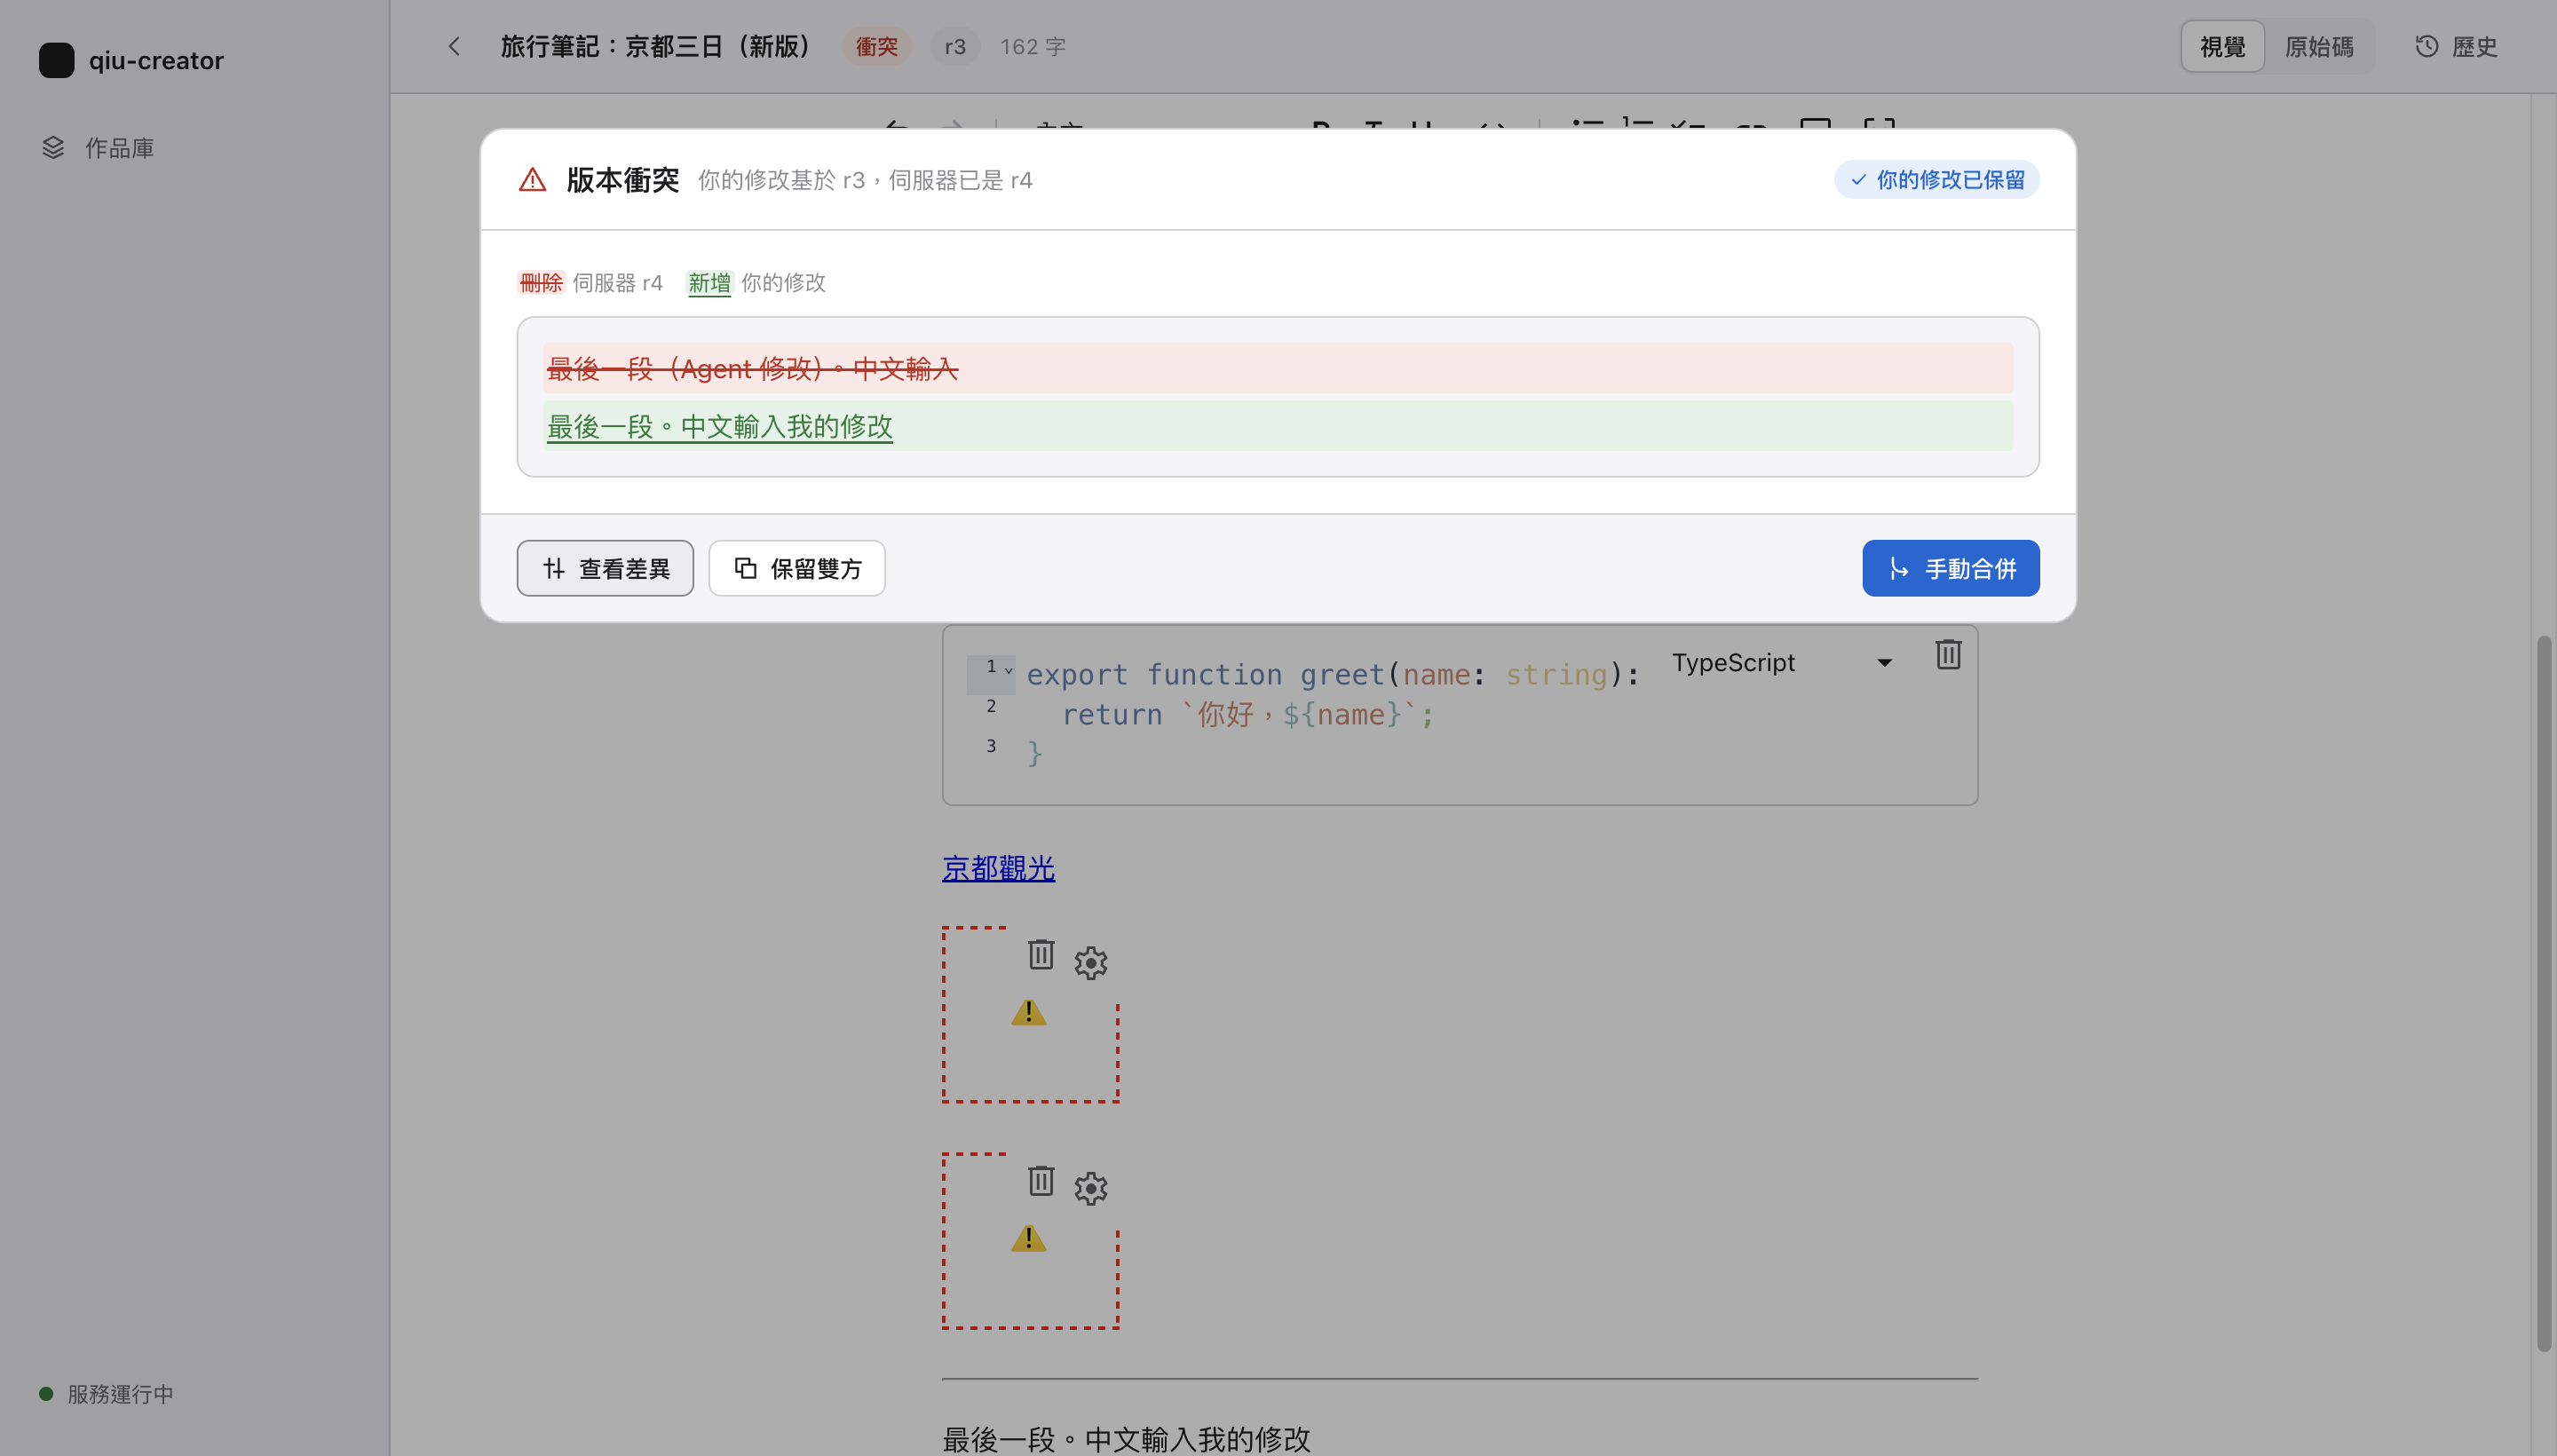 qiu-creator
作品庫
服務運行中
旅行筆記：京都三日（新版） 衝突 r3 162 字
視覺 原始碼 歷史
版本衝突 你的修改基於 r3，伺服器已是 r4
你的修改已保留
刪除 伺服器 r4 新增 你的修改
最後一段（Agent 修改）。中文輸入
最後一段。中文輸入我的修改
查看差異 保留雙方 手動合併
TypeScript
1 export function greet(name: string):
2 return `你好，${name}`;
3 }
京都觀光
最後一段。中文輸入我的修改